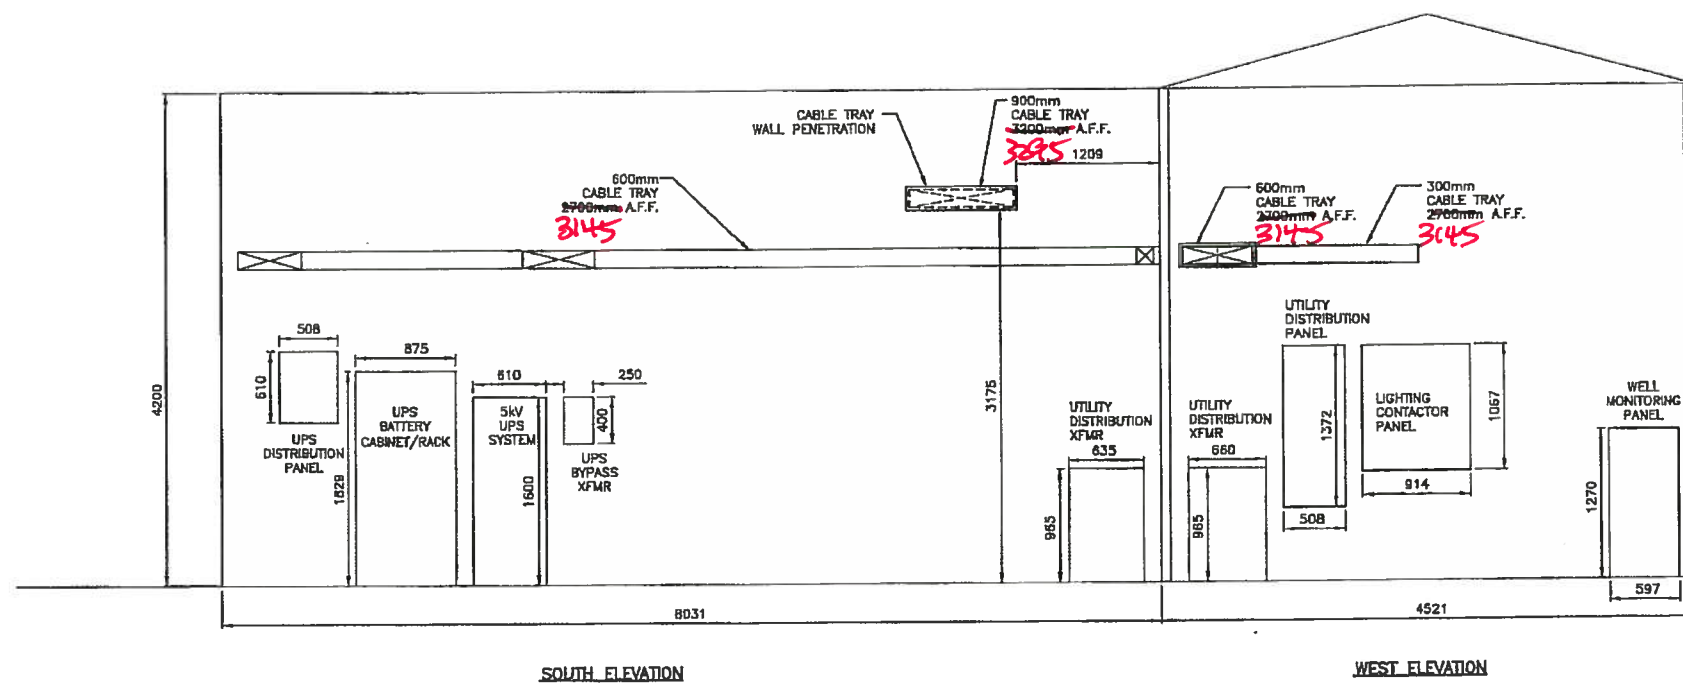 CABLE TRAY
WALL PENETRATION
900mm
CABLE TRAY
3200mm A.F.F.
3295
1209
600mm
CABLE TRAY
2700mm A.F.F.
3145
600mm
CABLE TRAY
2700mm A.F.F.
3145
300mm
CABLE TRAY
2700mm A.F.F.
3145
4200
508
610
UPS
DISTRIBUTION
PANEL
875
UPS
BATTERY
CABINET/RACK
1829
610
5kV
UPS
SYSTEM
1600
250
400
UPS
BYPASS
XFMR
3175
UTILITY
DISTRIBUTION
XFMR
635
965
UTILITY
DISTRIBUTION
XFMR
660
965
UTILITY
DISTRIBUTION
PANEL
1372
508
LIGHTING
CONTACTOR
PANEL
1067
914
WELL
MONITORING
PANEL
1270
597
8031
4521
SOUTH ELEVATION
WEST ELEVATION